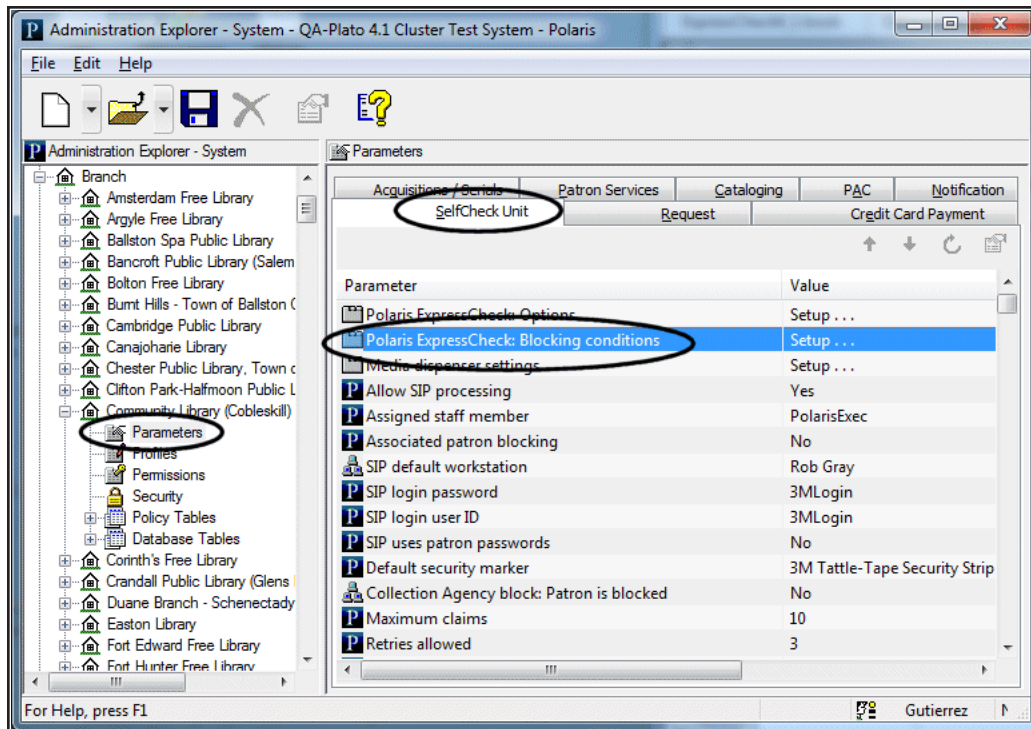 Administration Explorer - System - QA-Plato 4.1 Cluster Test System - Polaris
File Edit Help
Administration Explorer - System
Branch
Amsterdam Free Library
Argyle Free Library
Ballston Spa Public Library
Bancroft Public Library (Salem
Bolton Free Library
Burnt Hills - Town of Ballston C
Cambridge Public Library
Canajoharie Library
Chester Public Library, Town o
Clifton Park-Halfmoon Public L
Community Library (Cobleskill)
Parameters
Profiles
Permissions
Security
Policy Tables
Database Tables
Corinth's Free Library
Crandall Public Library (Glens
Duane Branch - Schenectady
Easton Library
Fort Edward Free Library
Fort Hunter Free Library
Parameters
Acquisitions / Serials Patron Services Cataloging PAC Notification
SelfCheck Unit Request Credit Card Payment
Parameter Value
Polaris ExpressCheck: Options Setup . . .
Polaris ExpressCheck: Blocking conditions Setup . . .
Media dispenser settings Setup . . .
Allow SIP processing Yes
Assigned staff member PolarisExec
Associated patron blocking No
SIP default workstation Rob Gray
SIP login password 3MLogin
SIP login user ID 3MLogin
SIP uses patron passwords No
Default security marker 3M Tattle-Tape Security Strip
Collection Agency block: Patron is blocked No
Maximum claims 10
Retries allowed 3
For Help, press F1
Gutierrez